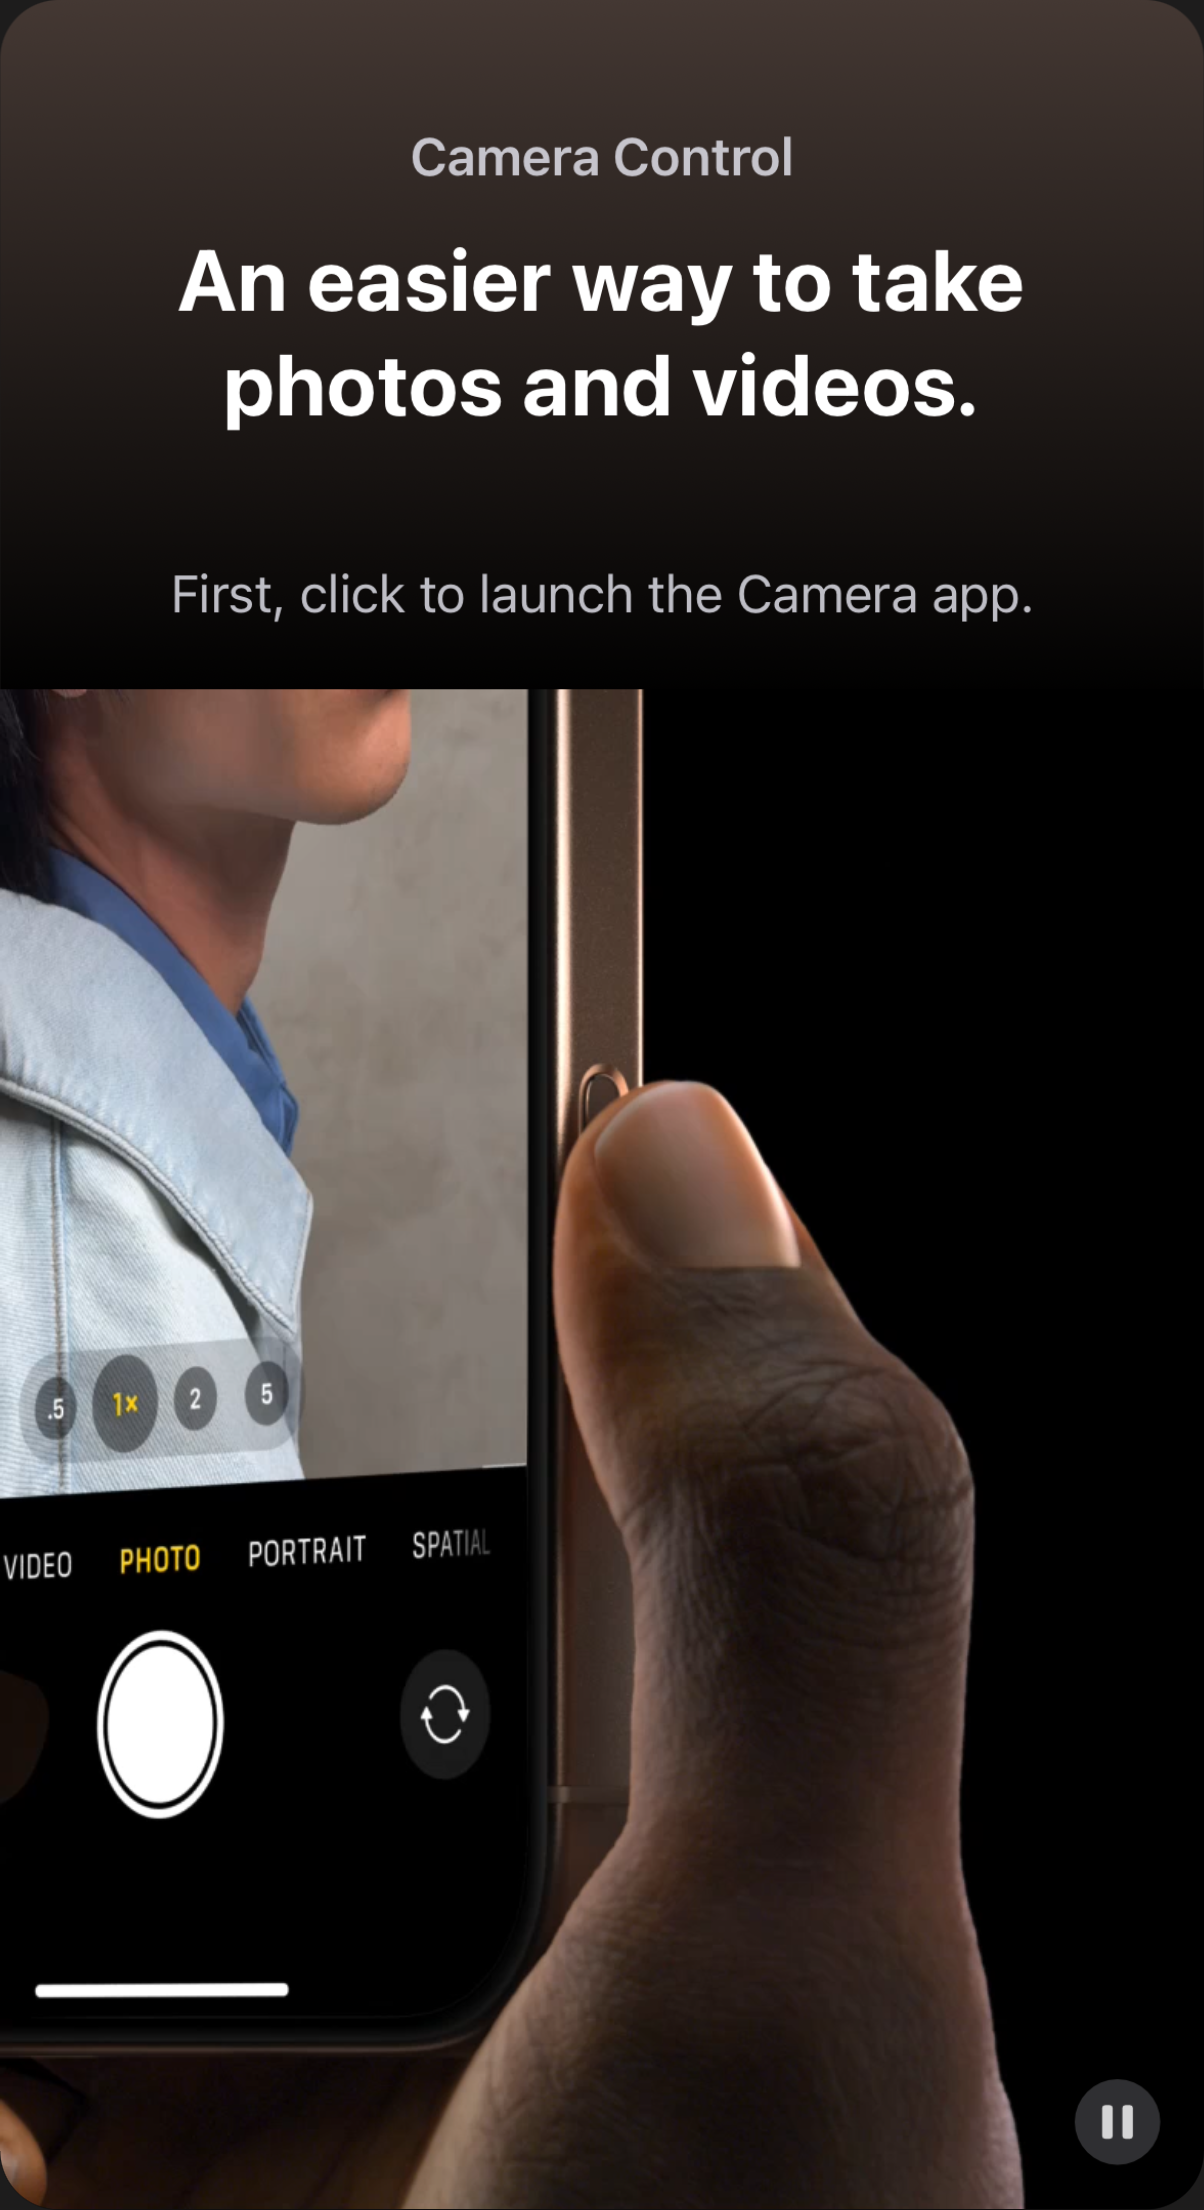 Camera Control
An easier way to take
photos and videos.
First, click to launch the Camera app.
.5 1× 2 5
VIDEO PHOTO PORTRAIT SPATIAL